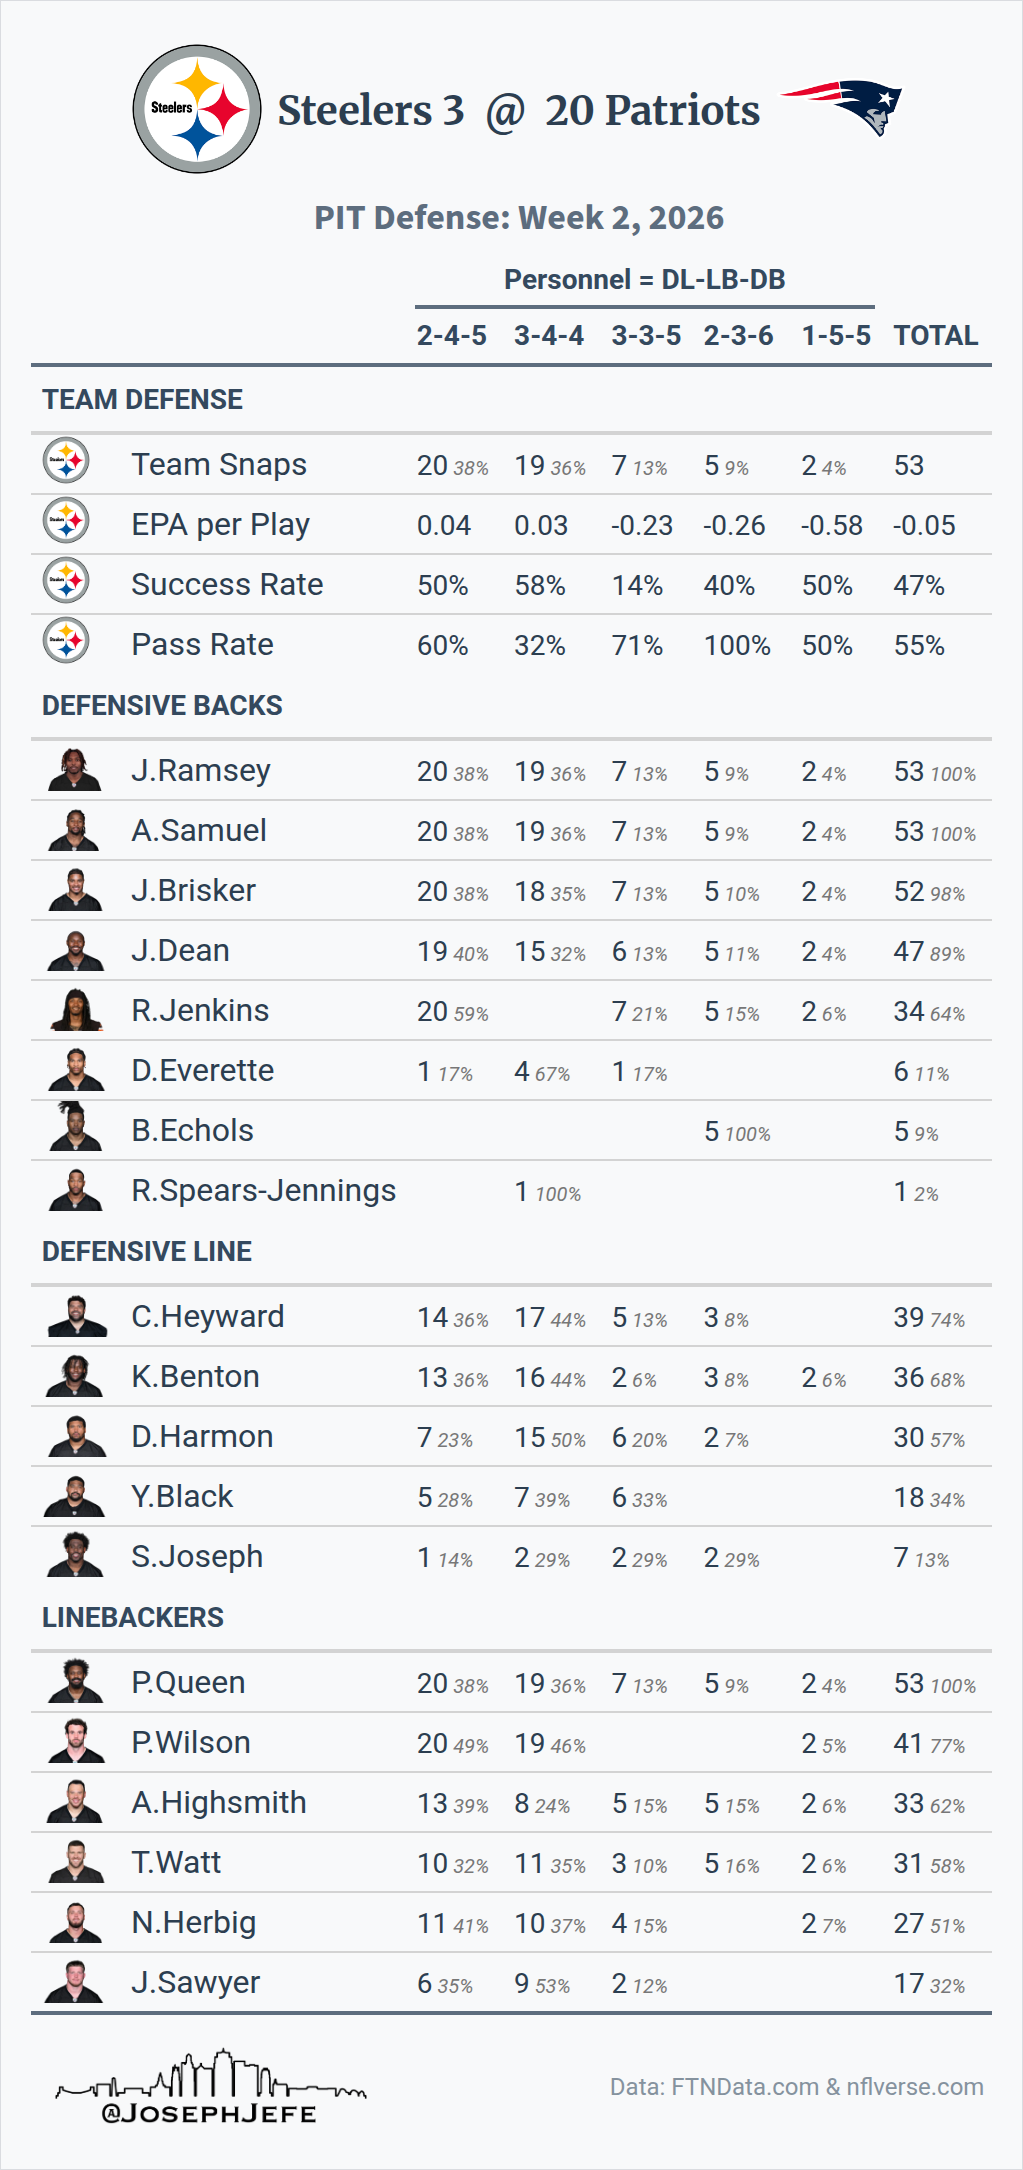 Steelers
Steelers 3 @ 20 Patriots
PIT Defense: Week 2, 2026
Personnel = DL-LB-DB
2-4-5 3-4-4 3-3-5 2-3-6 1-5-5 TOTAL
TEAM DEFENSE
Team Snaps 20 38% 19 36% 7 13% 5 9% 2 4% 53
EPA per Play 0.04 0.03 -0.23 -0.26 -0.58 -0.05
Success Rate 50% 58% 14% 40% 50% 47%
Pass Rate 60% 32% 71% 100% 50% 55%
DEFENSIVE BACKS
J.Ramsey 20 38% 19 36% 7 13% 5 9% 2 4% 53 100%
A.Samuel 20 38% 19 36% 7 13% 5 9% 2 4% 53 100%
J.Brisker 20 38% 18 35% 7 13% 5 10% 2 4% 52 98%
J.Dean 19 40% 15 32% 6 13% 5 11% 2 4% 47 89%
R.Jenkins 20 59% 7 21% 5 15% 2 6% 34 64%
D.Everette 1 17% 4 67% 1 17% 6 11%
B.Echols 5 100% 5 9%
R.Spears-Jennings 1 100% 1 2%
DEFENSIVE LINE
C.Heyward 14 36% 17 44% 5 13% 3 8% 39 74%
K.Benton 13 36% 16 44% 2 6% 3 8% 2 6% 36 68%
D.Harmon 7 23% 15 50% 6 20% 2 7% 30 57%
Y.Black 5 28% 7 39% 6 33% 18 34%
S.Joseph 1 14% 2 29% 2 29% 2 29% 7 13%
LINEBACKERS
P.Queen 20 38% 19 36% 7 13% 5 9% 2 4% 53 100%
P.Wilson 20 49% 19 46% 2 5% 41 77%
A.Highsmith 13 39% 8 24% 5 15% 5 15% 2 6% 33 62%
T.Watt 10 32% 11 35% 3 10% 5 16% 2 6% 31 58%
N.Herbig 11 41% 10 37% 4 15% 2 7% 27 51%
J.Sawyer 6 35% 9 53% 2 12% 17 32%
@JOSEPHJEFE
Data: FTNData.com & nflverse.com